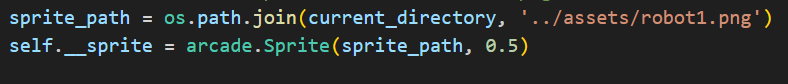 sprite_path = os.path.join(current_directory, '../assets/robot1.png')
self.__sprite = arcade.Sprite(sprite_path, 0.5)